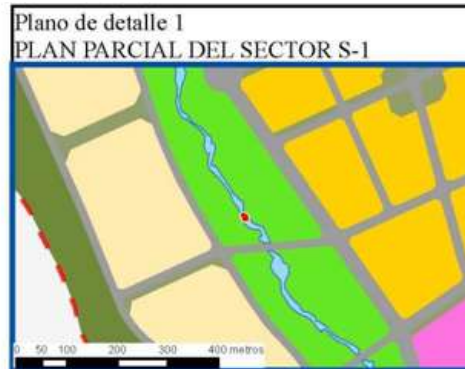 Plano de detalle 1
PLAN PARCIAL DEL SECTOR S-1
0 50 100 200 300 400 metros